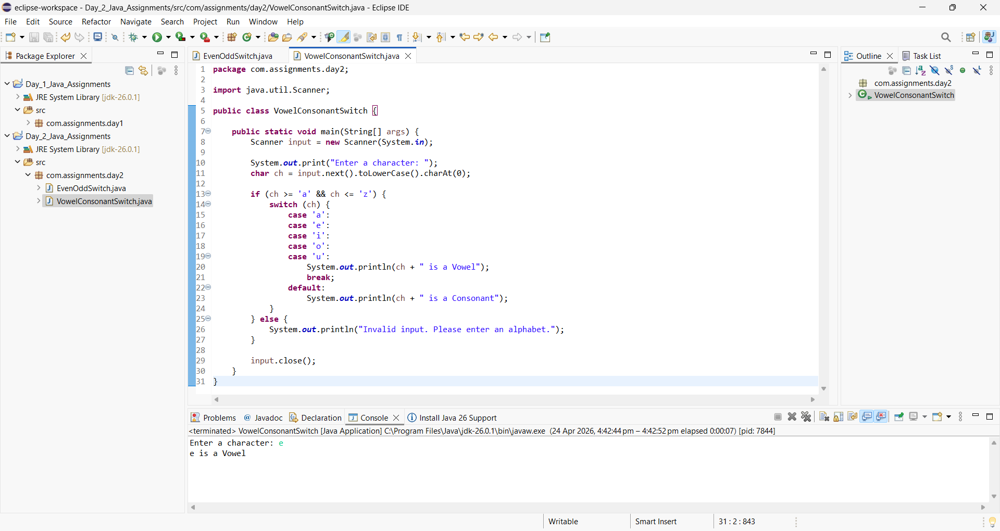 eclipse-workspace - Day_2_Java_Assignments/src/com/assignments/day2/VowelConsonantSwitch.java - Eclipse IDE
File Edit Source Refactor Navigate Search Project Run Window Help
Package Explorer
Day_1_Java_Assignments
JRE System Library [jdk-26.0.1]
src
com.assignments.day1
Day_2_Java_Assignments
JRE System Library [jdk-26.0.1]
src
com.assignments.day2
EvenOddSwitch.java
VowelConsonantSwitch.java
EvenOddSwitch.java VowelConsonantSwitch.java
1 package com.assignments.day2;
2
3 import java.util.Scanner;
4
5 public class VowelConsonantSwitch {
6
7     public static void main(String[] args) {
8         Scanner input = new Scanner(System.in);
9
10         System.out.print("Enter a character: ");
11         char ch = input.next().toLowerCase().charAt(0);
12
13         if (ch >= 'a' && ch <= 'z') {
14             switch (ch) {
15                 case 'a':
16                 case 'e':
17                 case 'i':
18                 case 'o':
19                 case 'u':
20                     System.out.println(ch + " is a Vowel");
21                     break;
22                 default:
23                     System.out.println(ch + " is a Consonant");
24             }
25         } else {
26             System.out.println("Invalid input. Please enter an alphabet.");
27         }
28
29         input.close();
30     }
31 }
Outline Task List
com.assignments.day2
VowelConsonantSwitch
Problems @ Javadoc Declaration Console Install Java 26 Support
<terminated> VowelConsonantSwitch [Java Application] C:\Program Files\Java\jdk-26.0.1\bin\javaw.exe (24 Apr 2026, 4:42:44 pm – 4:42:52 pm elapsed 0:00:07) [pid: 7844]
Enter a character: e
e is a Vowel
Writable Smart Insert 31 : 2 : 843